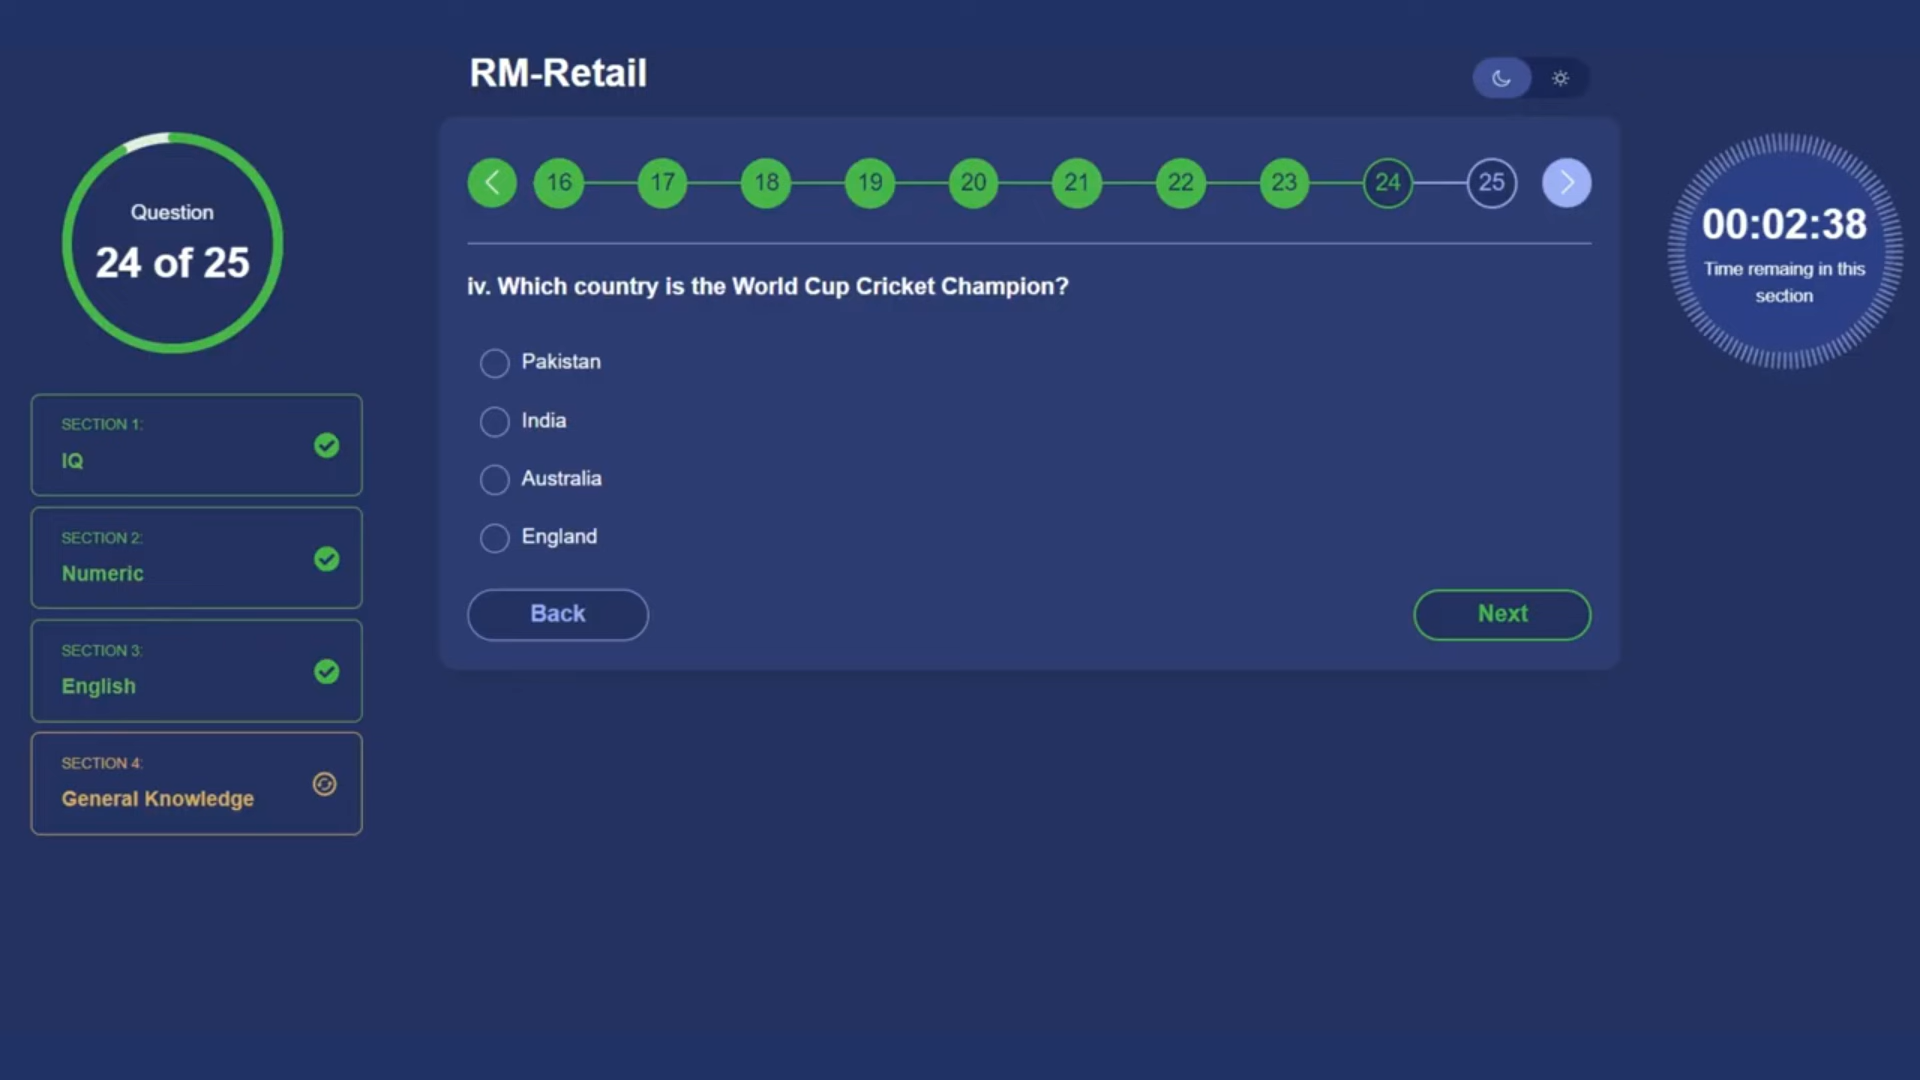 RM-Retail
Question
24 of 25
16 17 18 19 20 21 22 23 24 25
00:02:38
Time remaing in this
section
iv. Which country is the World Cup Cricket Champion?
Pakistan
India
Australia
England
Back
Next
SECTION 1:
IQ
SECTION 2:
Numeric
SECTION 3:
English
SECTION 4:
General Knowledge